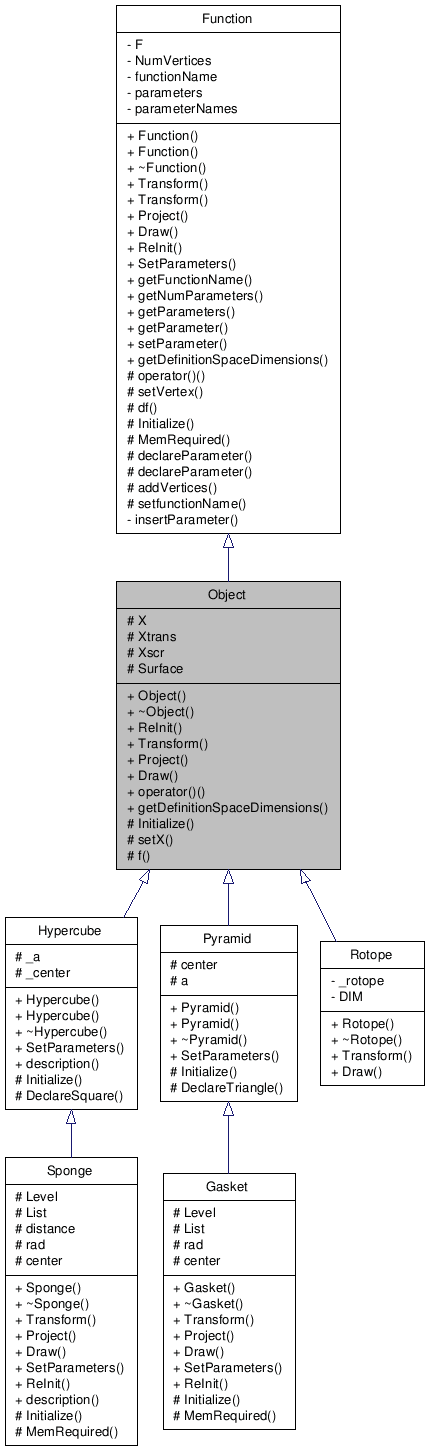 Function
- F
- NumVertices
- functionName
- parameters
- parameterNames
+ Function()
+ Function()
+ ~Function()
+ Transform()
+ Transform()
+ Project()
+ Draw()
+ ReInit()
+ SetParameters()
+ getFunctionName()
+ getNumParameters()
+ getParameters()
+ getParameter()
+ setParameter()
+ getDefinitionSpaceDimensions()
# operator()()
# setVertex()
# df()
# Initialize()
# MemRequired()
# declareParameter()
# declareParameter()
# addVertices()
# setfunctionName()
- insertParameter()
Object
# X
# Xtrans
# Xscr
# Surface
+ Object()
+ ~Object()
+ ReInit()
+ Transform()
+ Project()
+ Draw()
+ operator()()
+ getDefinitionSpaceDimensions()
# Initialize()
# setX()
# f()
Hypercube
# _a
# _center
+ Hypercube()
+ Hypercube()
+ ~Hypercube()
+ SetParameters()
+ description()
# Initialize()
# DeclareSquare()
Pyramid
# center
# a
+ Pyramid()
+ Pyramid()
+ ~Pyramid()
+ SetParameters()
# Initialize()
# DeclareTriangle()
Rotope
- _rotope
- DIM
+ Rotope()
+ ~Rotope()
+ Transform()
+ Draw()
Sponge
# Level
# List
# distance
# rad
# center
+ Sponge()
+ ~Sponge()
+ Transform()
+ Project()
+ Draw()
+ SetParameters()
+ ReInit()
+ description()
# Initialize()
# MemRequired()
Gasket
# Level
# List
# rad
# center
+ Gasket()
+ ~Gasket()
+ Transform()
+ Project()
+ Draw()
+ SetParameters()
+ ReInit()
# Initialize()
# MemRequired()